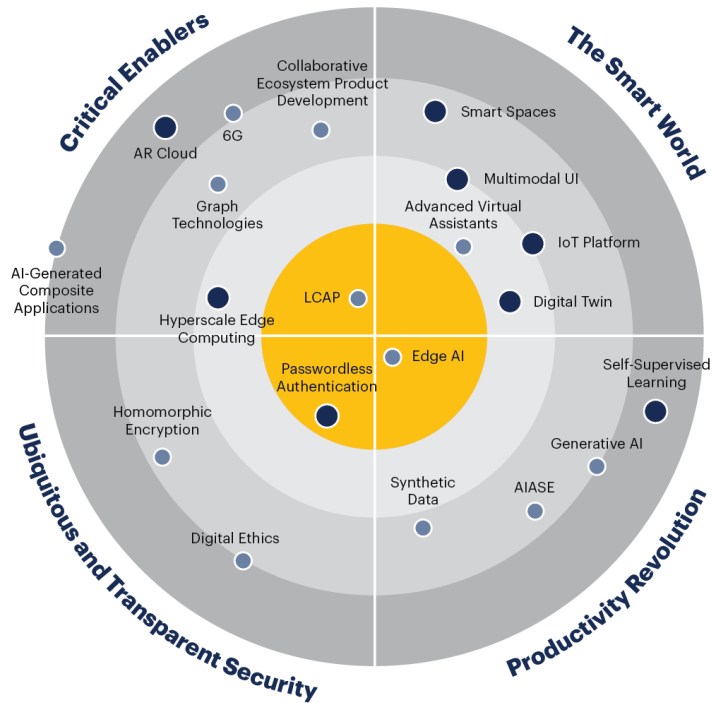 Critical Enablers
The Smart World
Collaborative
Ecosystem Product
Development
6G
AR Cloud
Graph
Technologies
AI-Generated
Composite
Applications
Hyperscale Edge
Computing
LCAP
Smart Spaces
Multimodal UI
Advanced Virtual
Assistants
IoT Platform
Digital Twin
Passwordless
Authentication
Edge AI
Homomorphic
Encryption
Digital Ethics
Self-Supervised
Learning
Generative AI
AIASE
Synthetic
Data
Ubiquitous and Transparent Security
Productivity Revolution